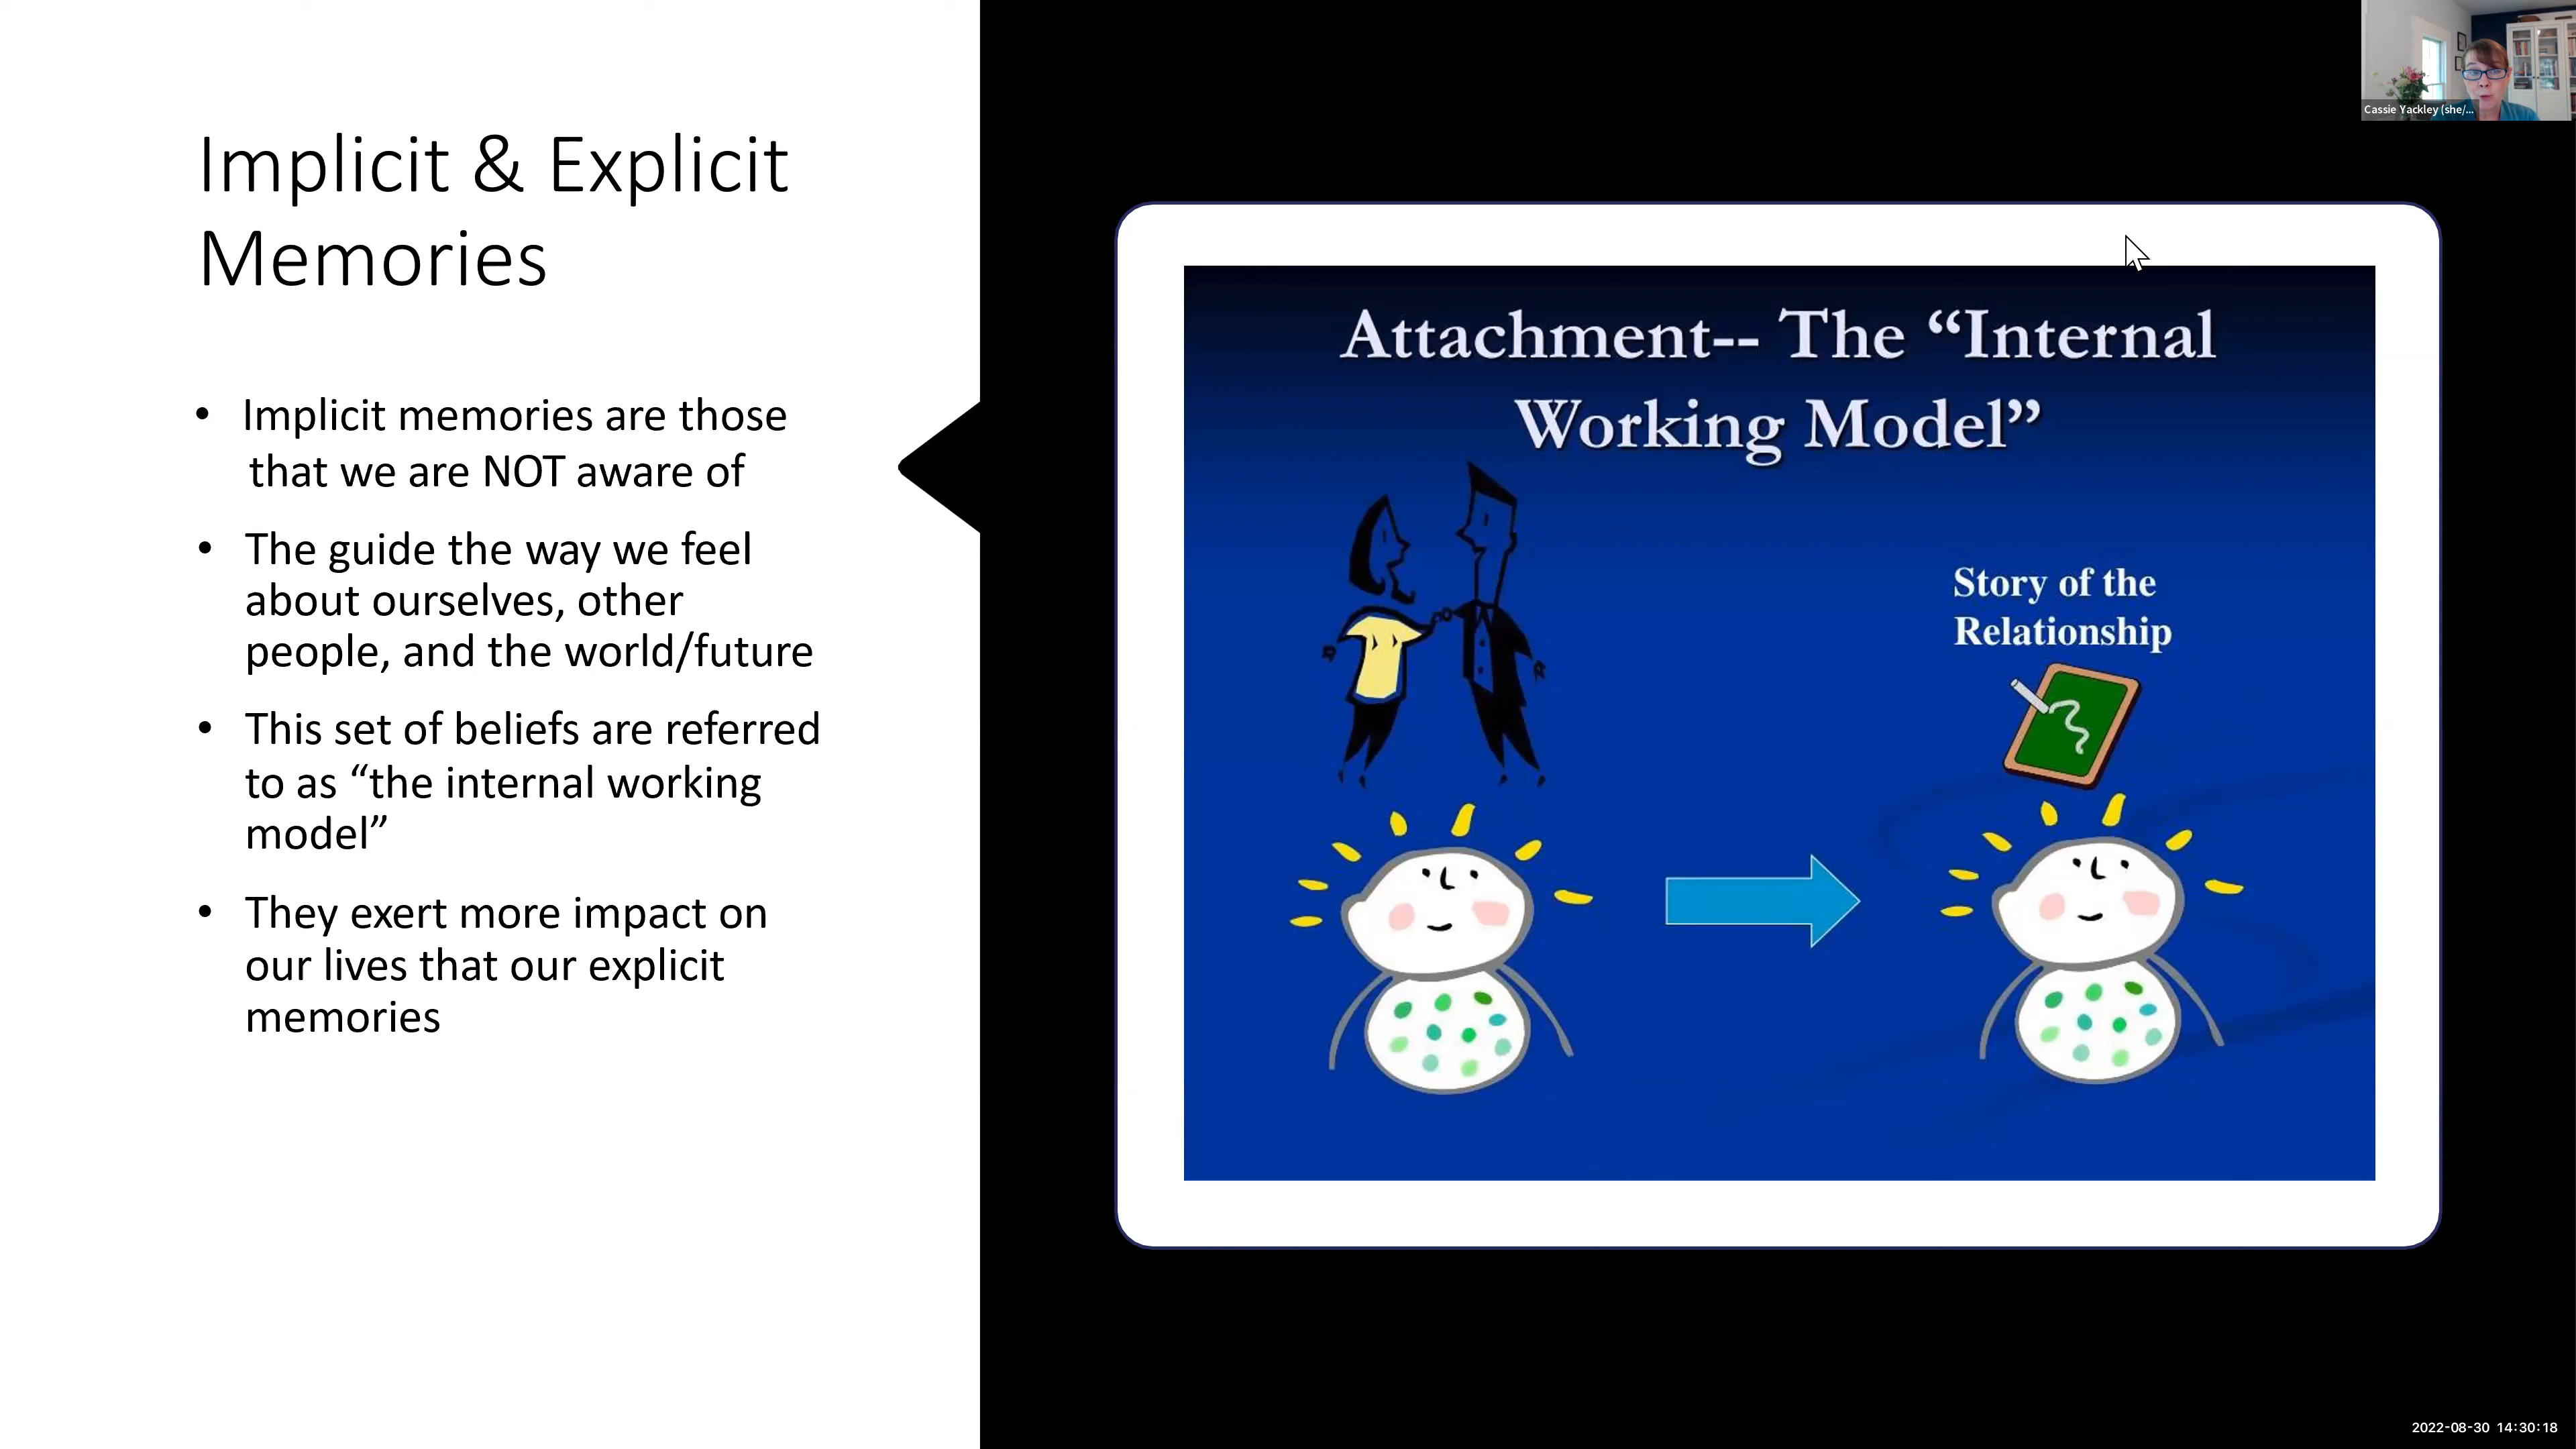 Implicit & Explicit
Memories
• Implicit memories are those
that we are NOT aware of
• The guide the way we feel
about ourselves, other
people, and the world/future
• This set of beliefs are referred
to as “the internal working
model”
• They exert more impact on
our lives that our explicit
memories
Cassie Yackley (she/...
Attachment-- The “Internal
Working Model”
Story of the
Relationship
2022-08-30 14:30:18